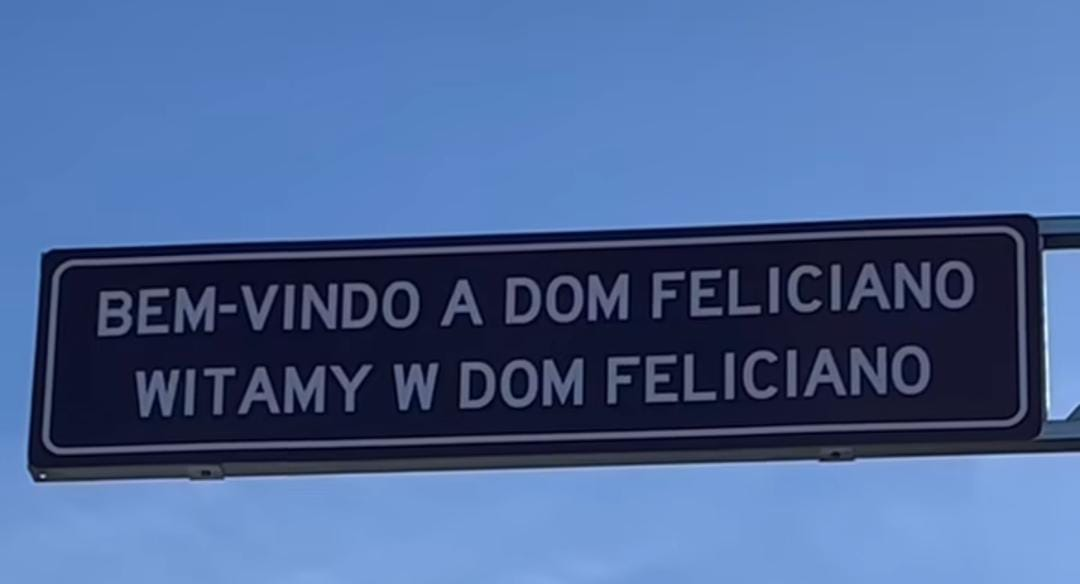 BEM-VINDO A DOM FELICIANO
WITAMY W DOM FELICIANO